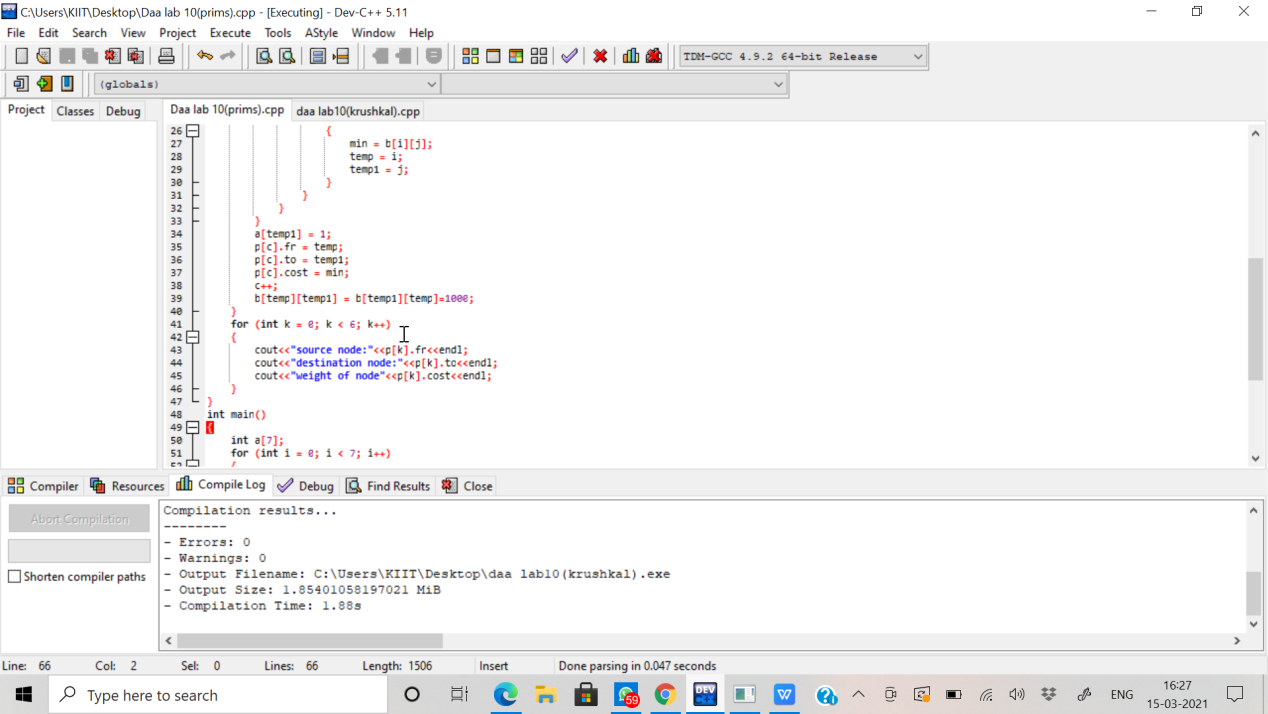 C:\Users\KIIT\Desktop\Daa lab 10(prims).cpp - [Executing] - Dev-C++ 5.11
File Edit Search View Project Execute Tools AStyle Window Help
TDM-GCC 4.9.2 64-bit Release
(globals)
Project Classes Debug
Daa lab 10(prims).cpp daa lab10(krushkal).cpp
26 {
27 min = b[i][j];
28 temp = i;
29 temp1 = j;
30 }
31 }
32 }
33 }
34 a[temp1] = 1;
35 p[c].fr = temp;
36 p[c].to = temp1;
37 p[c].cost = min;
38 c++;
39 b[temp][temp1] = b[temp1][temp]=1000;
40 }
41 for (int k = 0; k < 6; k++)
42 {
43 cout<<"source node:"<<p[k].fr<<endl;
44 cout<<"destination node:"<<p[k].to<<endl;
45 cout<<"weight of node"<<p[k].cost<<endl;
46 }
47 }
48 int main()
49 {
50 int a[7];
51 for (int i = 0; i < 7; i++)
52 {
Compiler Resources Compile Log Debug Find Results Close
Abort Compilation
Shorten compiler paths
Compilation results...
--------
- Errors: 0
- Warnings: 0
- Output Filename: C:\Users\KIIT\Desktop\daa lab10(krushkal).exe
- Output Size: 1.85401058197021 MiB
- Compilation Time: 1.88s
Line: 66 Col: 2 Sel: 0 Lines: 66 Length: 1506 Insert Done parsing in 0.047 seconds
Type here to search
59
DEV
W
ENG
16:27
15-03-2021